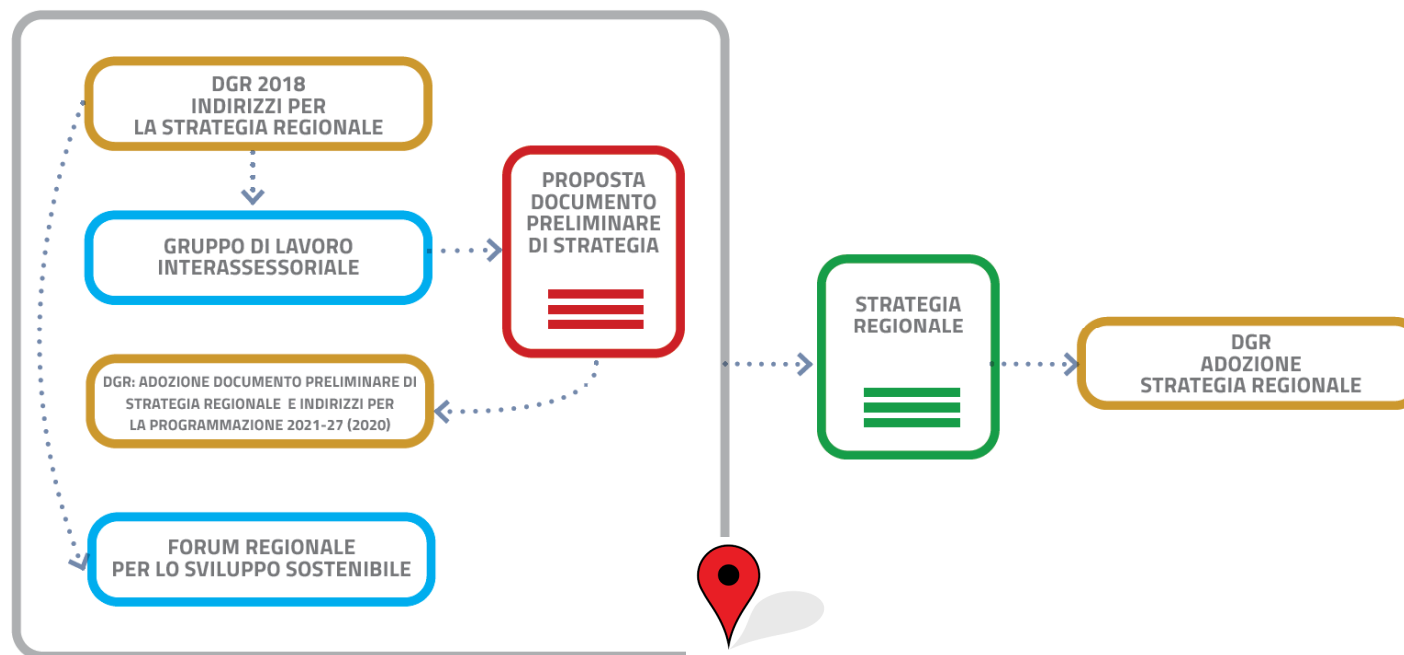 DGR 2018
INDIRIZZI PER
LA STRATEGIA REGIONALE
GRUPPO DI LAVORO
INTERASSESSORIALE
PROPOSTA
DOCUMENTO
PRELIMINARE
DI STRATEGIA
DGR: ADOZIONE DOCUMENTO PRELIMINARE DI
STRATEGIA REGIONALE E INDIRIZZI PER
LA PROGRAMMAZIONE 2021-27 (2020)
FORUM REGIONALE
PER LO SVILUPPO SOSTENIBILE
STRATEGIA
REGIONALE
DGR
ADOZIONE
STRATEGIA REGIONALE